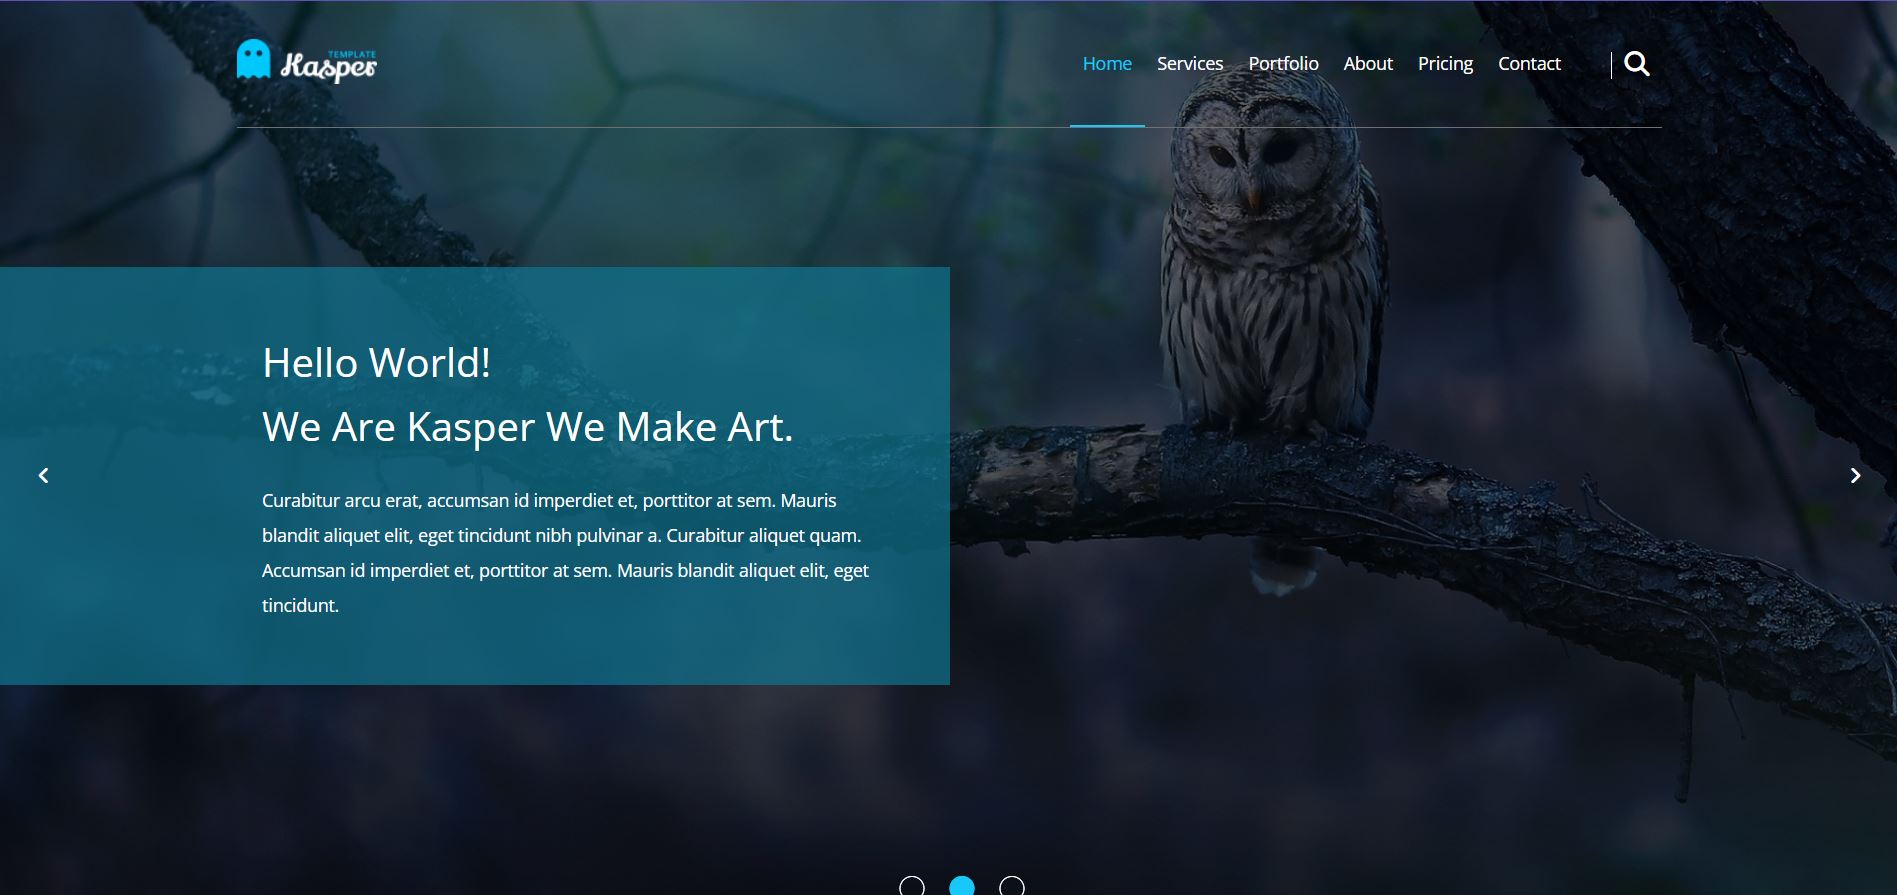 TEMPLATE
Kasper
Home Services Portfolio About Pricing Contact
Hello World!
We Are Kasper We Make Art.
Curabitur arcu erat, accumsan id imperdiet et, porttitor at sem. Mauris
blandit aliquet elit, eget tincidunt nibh pulvinar a. Curabitur aliquet quam.
Accumsan id imperdiet et, porttitor at sem. Mauris blandit aliquet elit, eget
tincidunt.